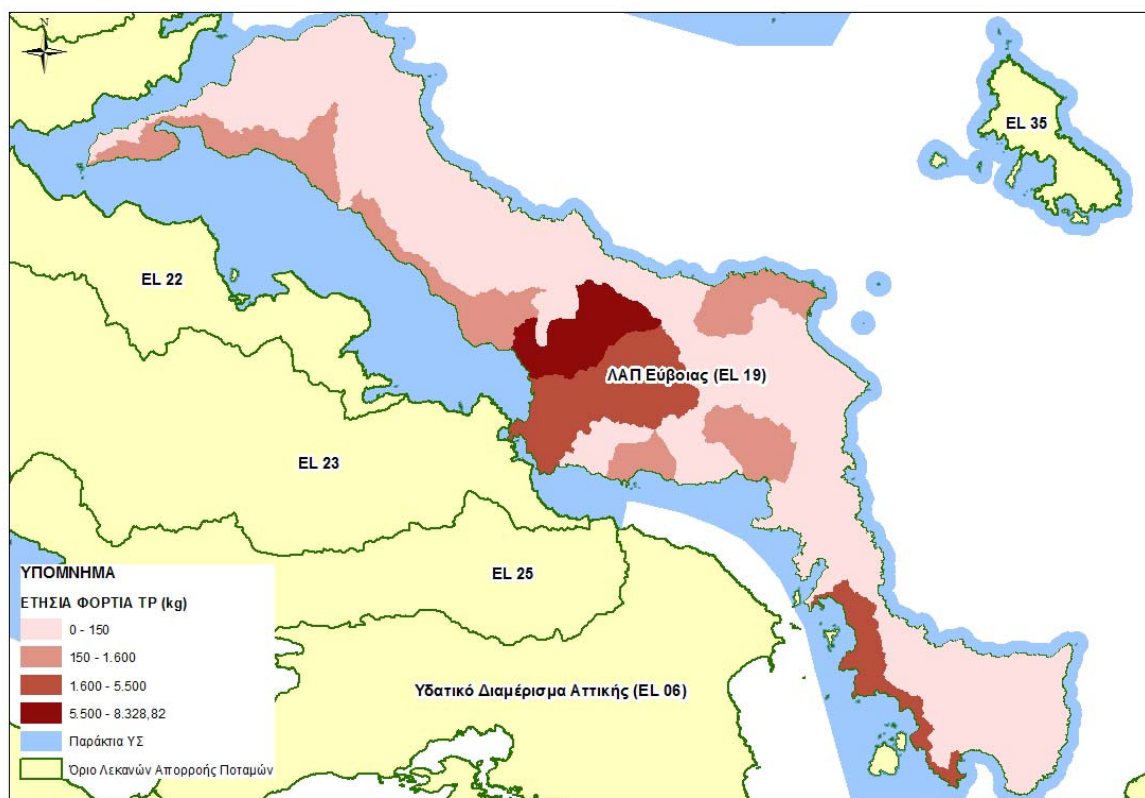 N
EL 35
EL 22
ΛΑΠ Εύβοιας (EL 19)
EL 23
EL 25
Υδατικό Διαμέρισμα Αττικής (EL 06)
ΥΠΟΜΝΗΜΑ
ΕΤΗΣΙΑ ΦΟΡΤΙΑ TP (kg)
0 - 150
150 - 1.600
1.600 - 5.500
5.500 - 8.328,82
Παράκτια ΥΣ
Όριο Λεκανών Απορροής Ποταμών